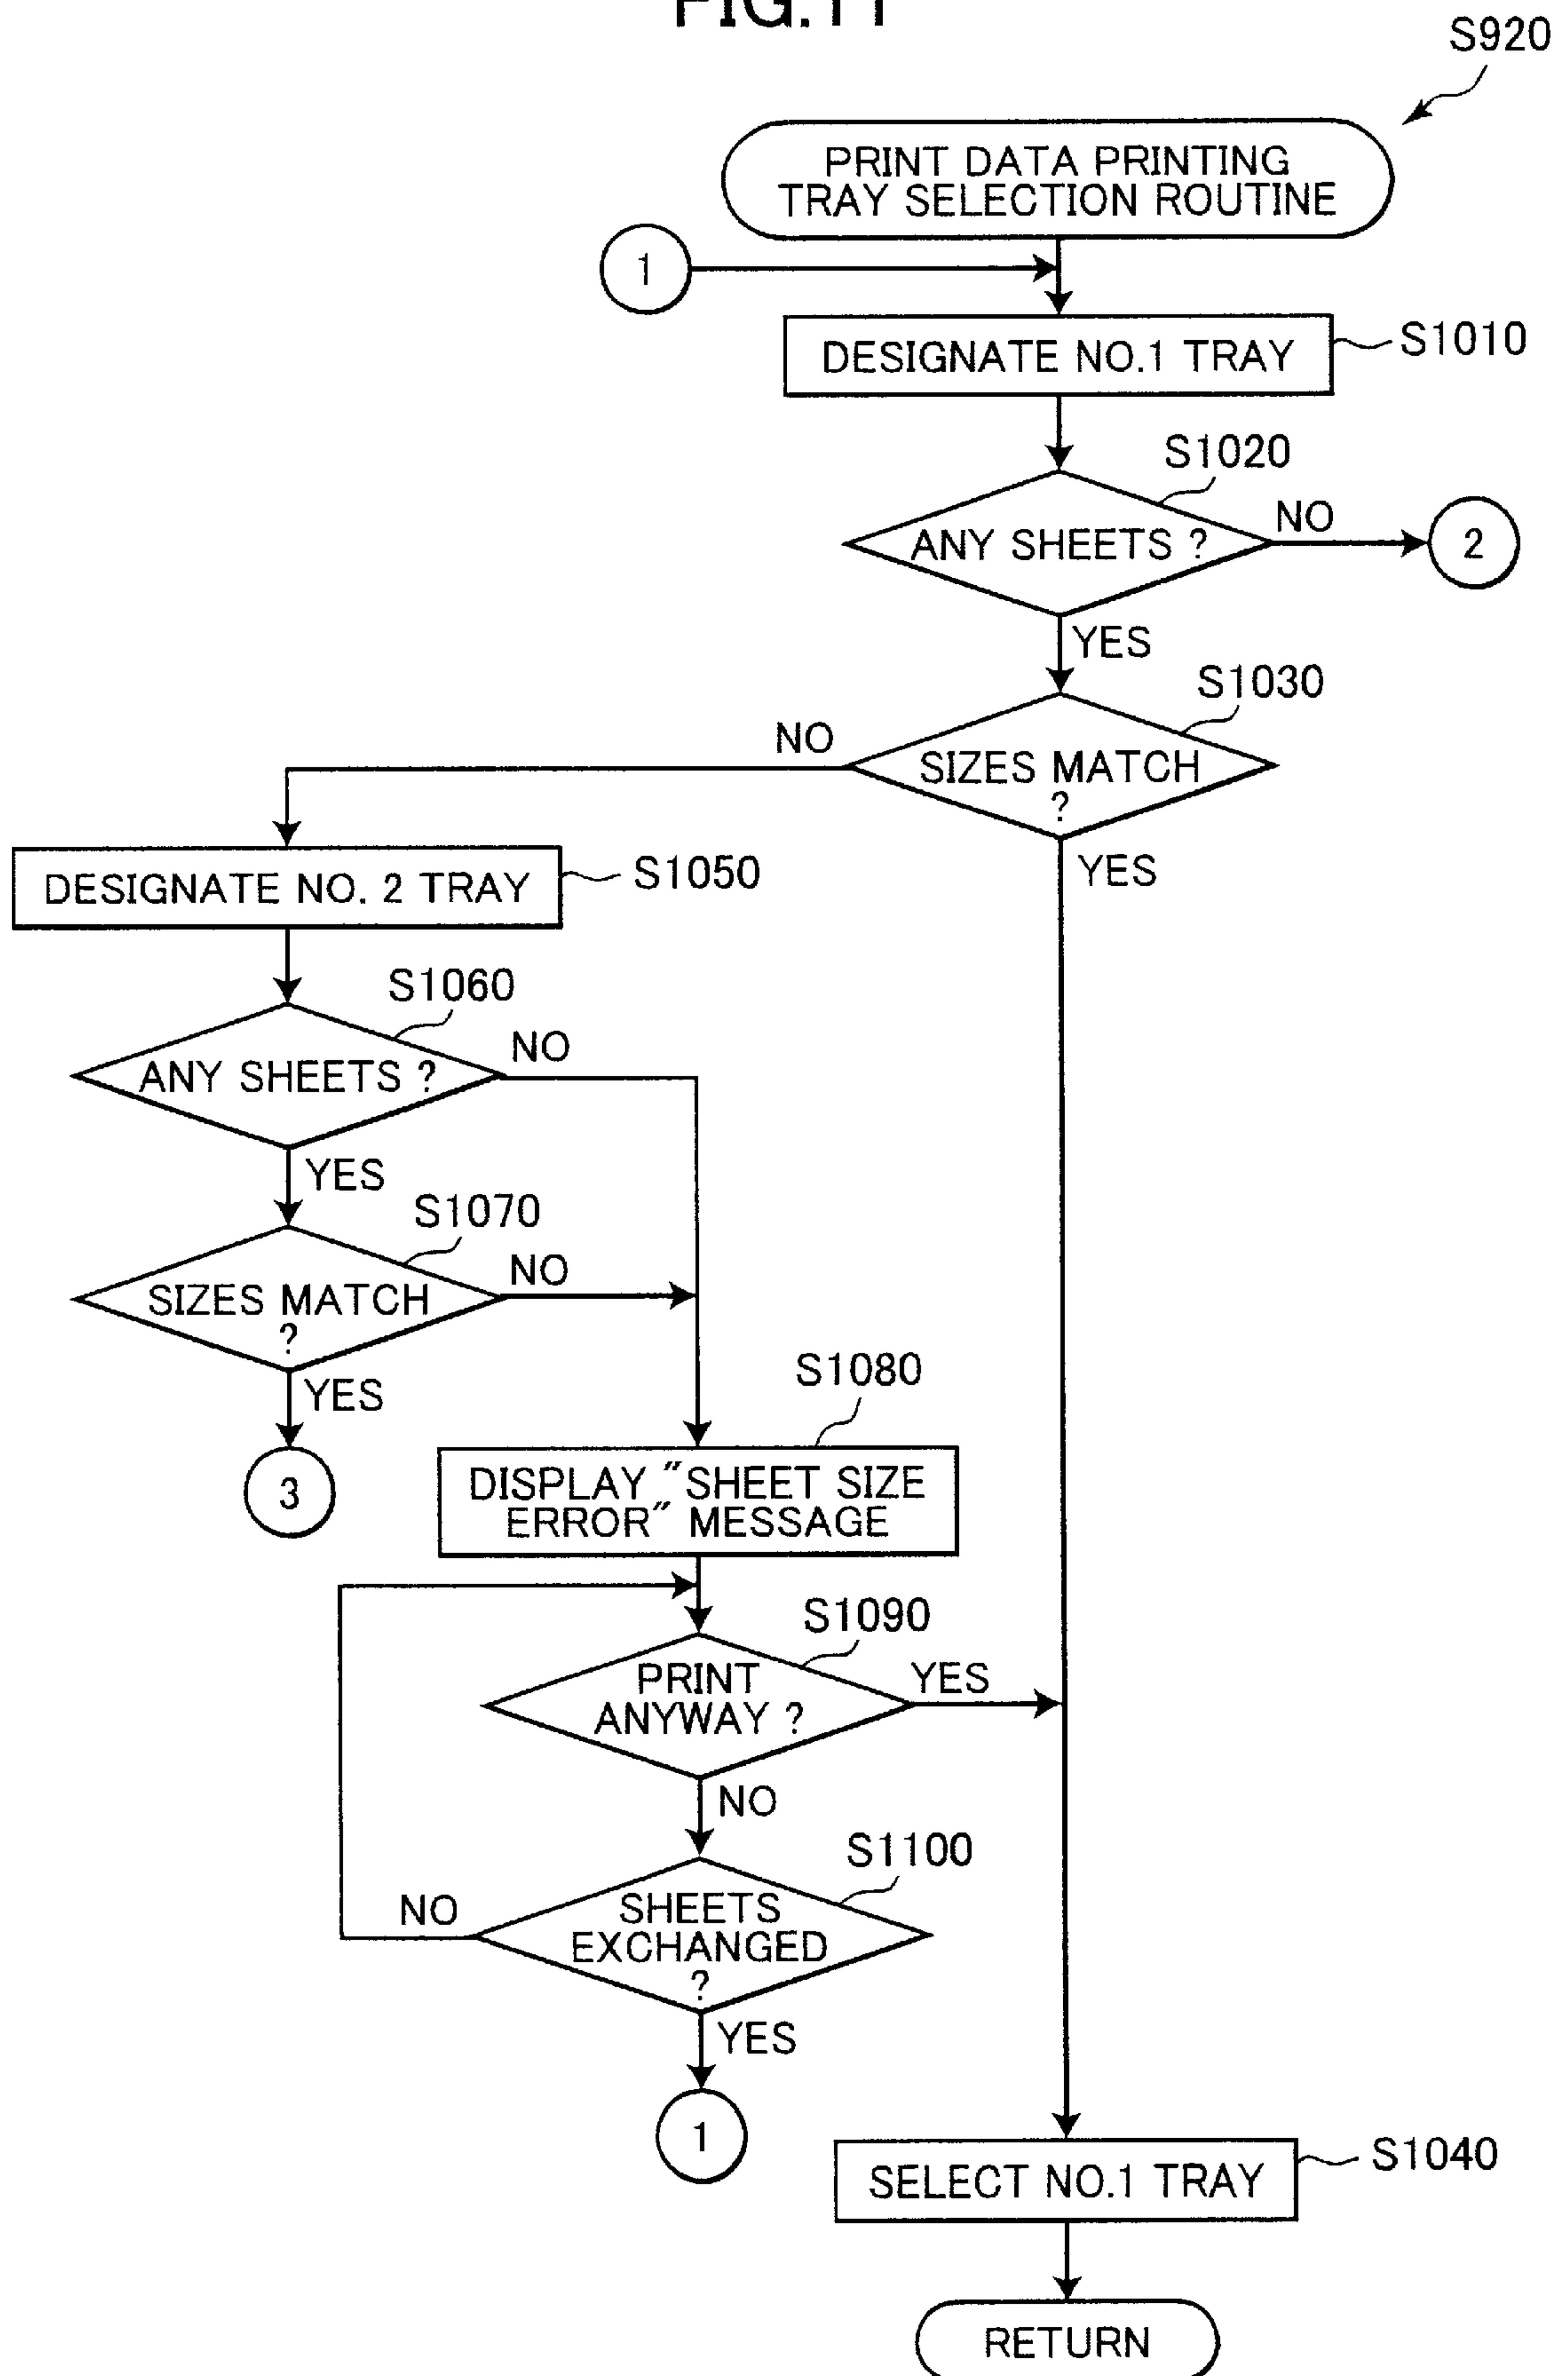 FIG.11
S920
PRINT DATA PRINTING
TRAY SELECTION ROUTINE
1
DESIGNATE NO.1 TRAY
S1010
S1020
ANY SHEETS ?
NO
2
YES
S1030
SIZES MATCH
?
NO
YES
DESIGNATE NO. 2 TRAY
S1050
S1060
ANY SHEETS ?
NO
YES
S1070
SIZES MATCH
?
NO
YES
3
S1080
DISPLAY "SHEET SIZE
ERROR" MESSAGE
S1090
PRINT
ANYWAY ?
YES
NO
S1100
SHEETS
EXCHANGED
?
NO
YES
1
SELECT NO.1 TRAY
S1040
RETURN